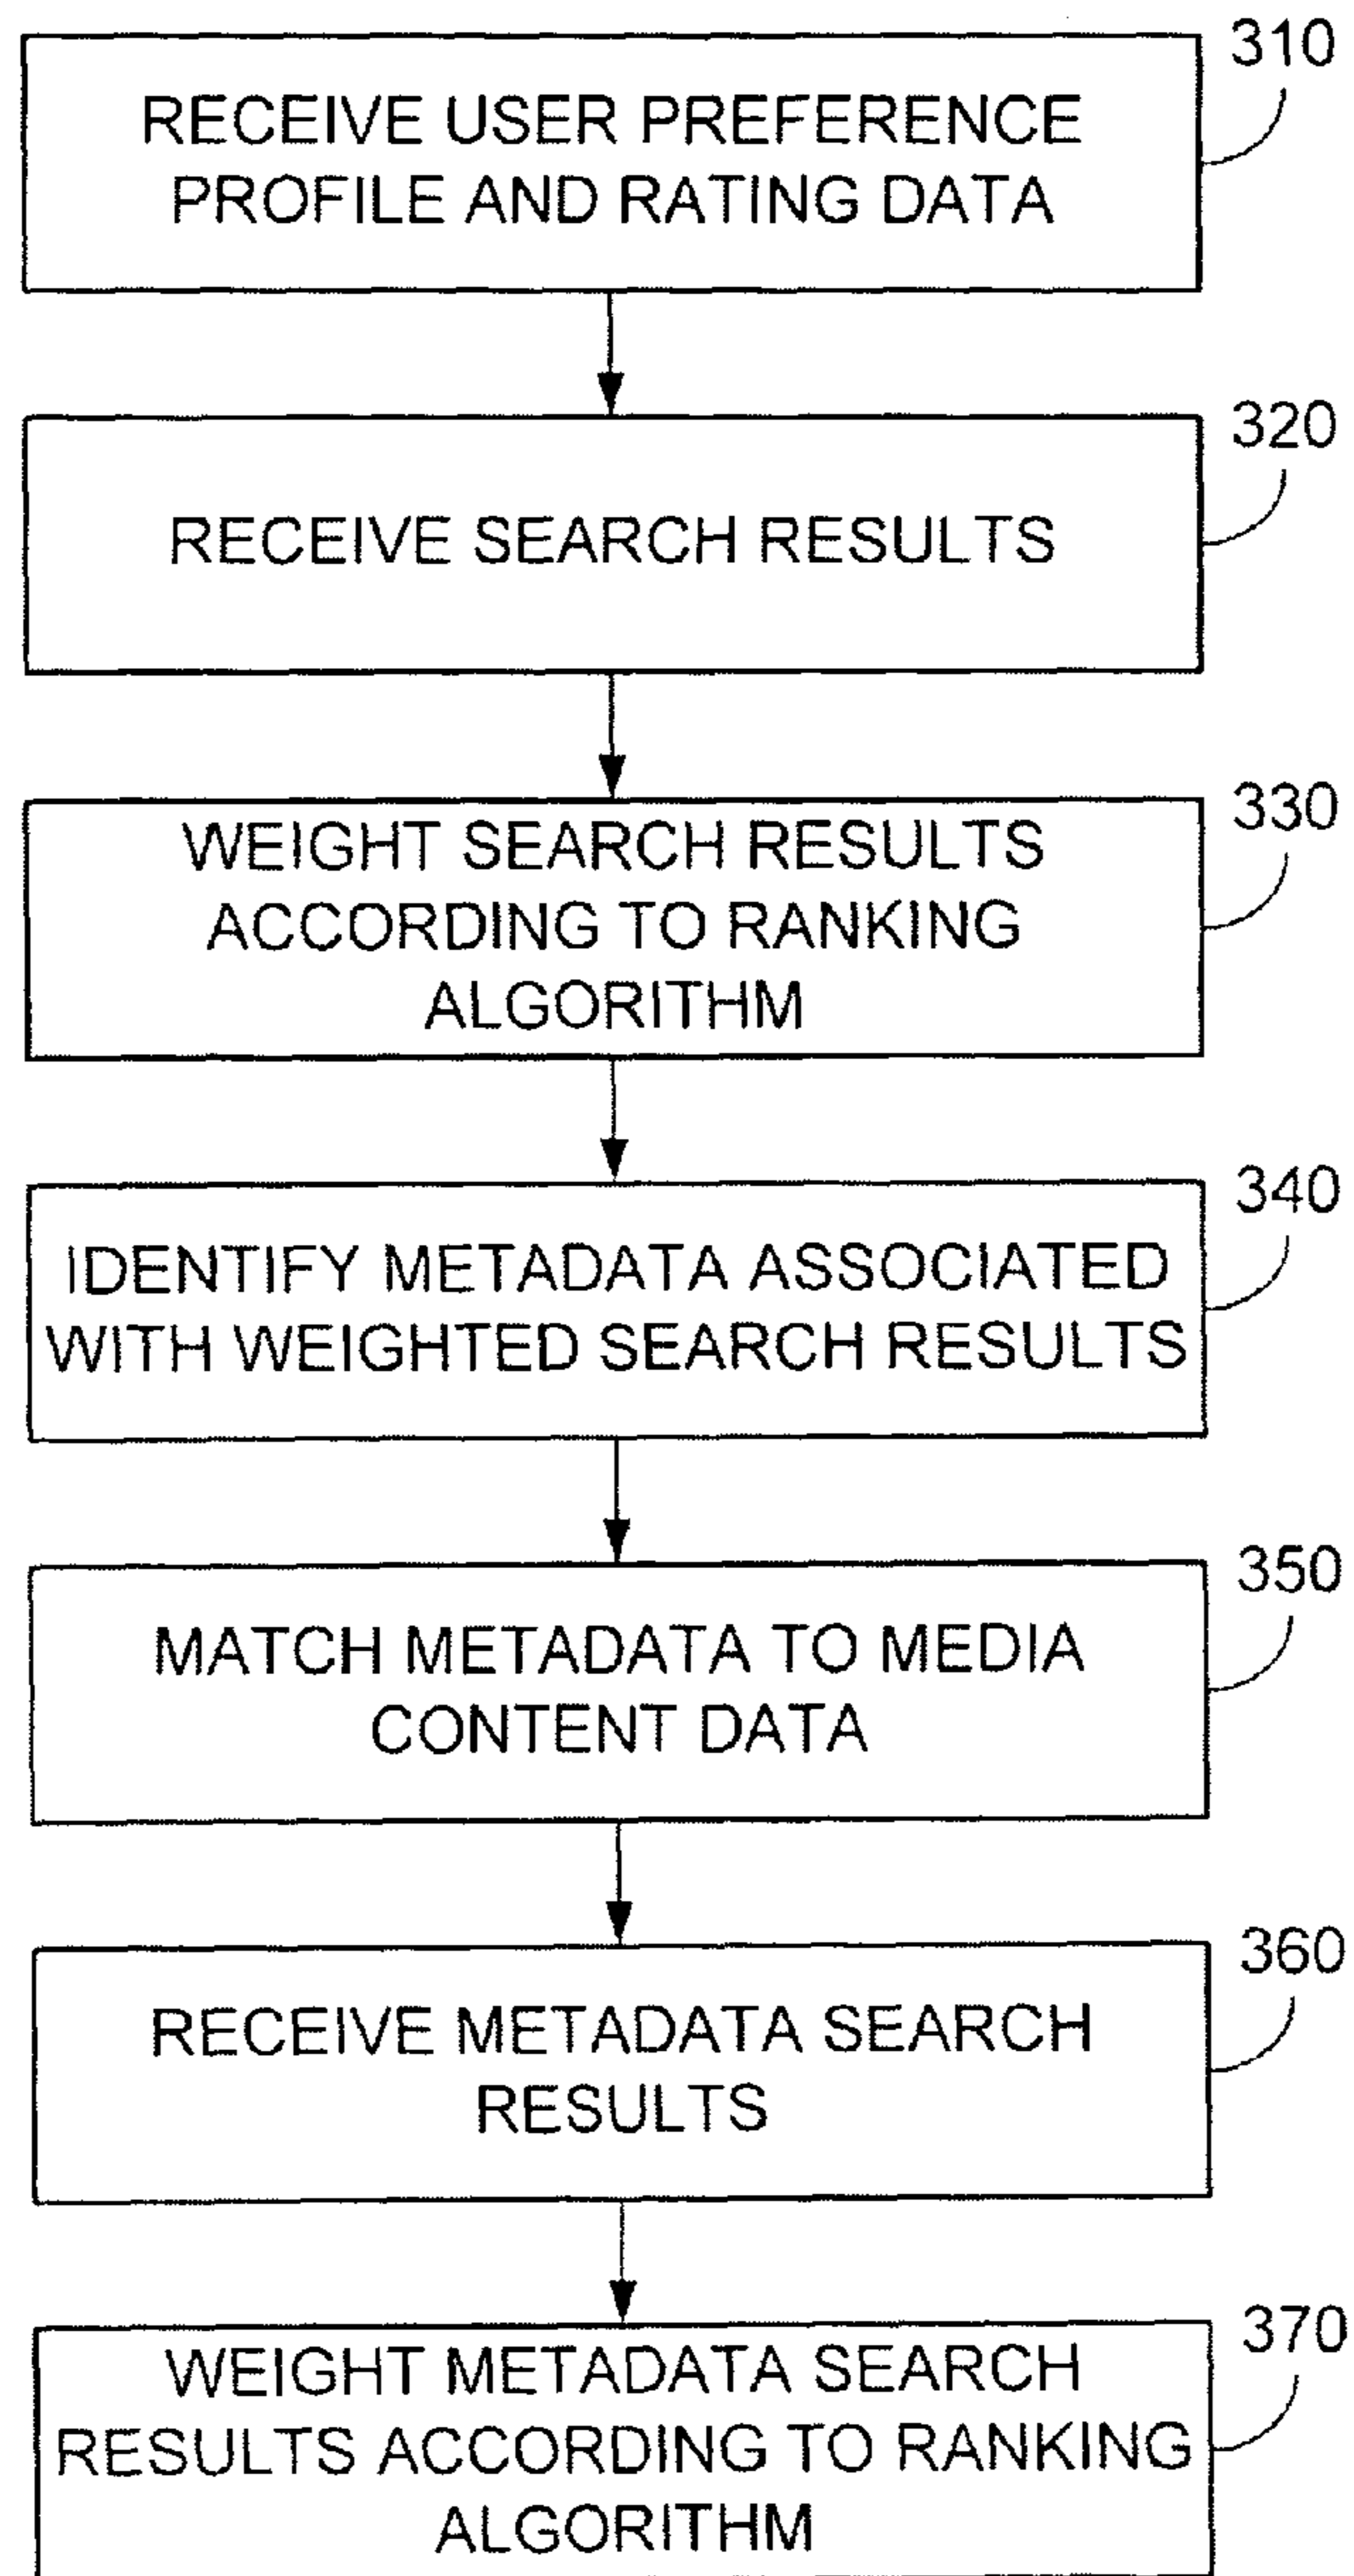 310
RECEIVE USER PREFERENCE
PROFILE AND RATING DATA
320
RECEIVE SEARCH RESULTS
330
WEIGHT SEARCH RESULTS
ACCORDING TO RANKING
ALGORITHM
340
IDENTIFY METADATA ASSOCIATED
WITH WEIGHTED SEARCH RESULTS
350
MATCH METADATA TO MEDIA
CONTENT DATA
360
RECEIVE METADATA SEARCH
RESULTS
370
WEIGHT METADATA SEARCH
RESULTS ACCORDING TO RANKING
ALGORITHM